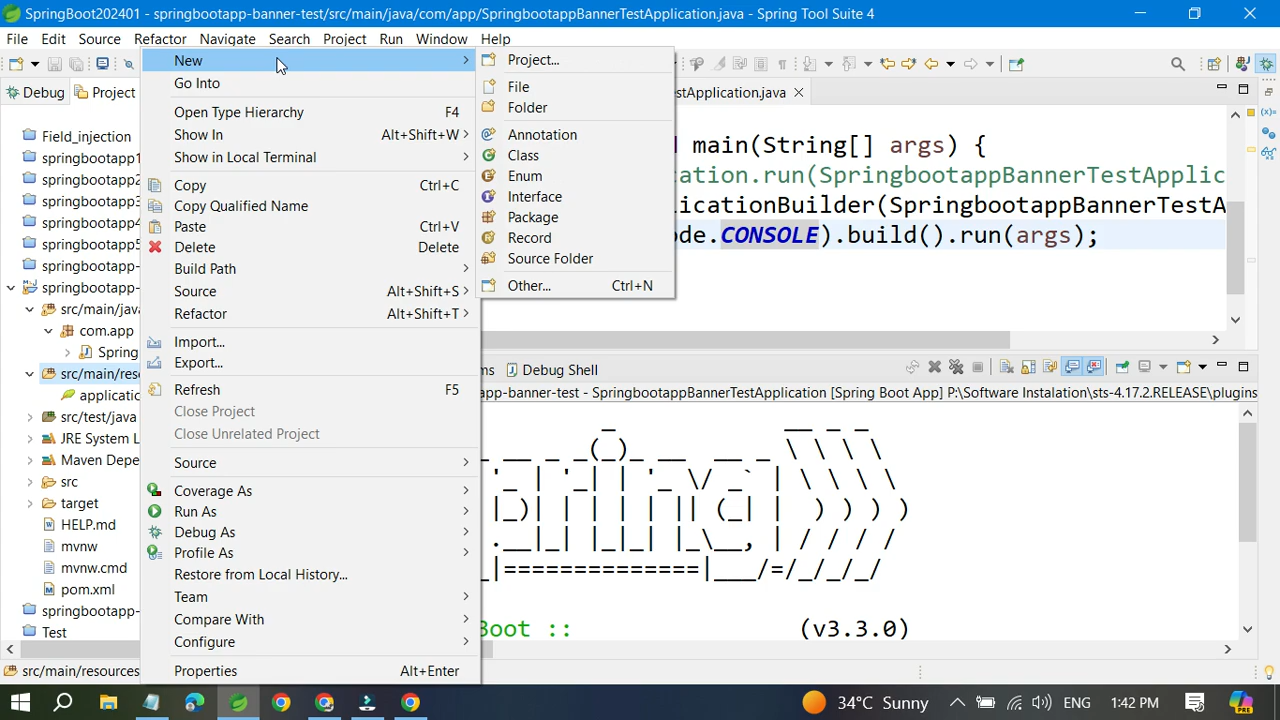 SpringBoot202401 - springbootapp-banner-test/src/main/java/com/app/SpringbootappBannerTestApplication.java - Spring Tool Suite 4
File Edit Source Refactor Navigate Search Project Run Window Help
Debug Project
stApplication.java
Field_injection
springbootapp1
springbootapp2
springbootapp3
springbootapp4
springbootapp5
springbootapp-
springbootapp-
src/main/java
com.app
Spring
src/main/reso
applicatio
src/test/java
JRE System L
Maven Depe
src
target
HELP.md
mvnw
mvnw.cmd
pom.xml
springbootapp-
Test
New
Go Into
Open Type Hierarchy F4
Show In Alt+Shift+W
Show in Local Terminal
Copy Ctrl+C
Copy Qualified Name
Paste Ctrl+V
Delete Delete
Build Path
Source Alt+Shift+S
Refactor Alt+Shift+T
Import...
Export...
Refresh F5
Close Project
Close Unrelated Project
Source
Coverage As
Run As
Debug As
Profile As
Restore from Local History...
Team
Compare With
Configure
Properties Alt+Enter
Project...
File
Folder
Annotation
Class
Enum
Interface
Package
Record
Source Folder
Other... Ctrl+N
main(String[] args) {
cation.run(SpringbootappBannerTestApplic
plicationBuilder(SpringbootappBannerTestA
ode.CONSOLE).build().run(args);
ms Debug Shell
app-banner-test - SpringbootappBannerTestApplication [Spring Boot App] P:\Software Instalation\sts-4.17.2.RELEASE\plugins
Boot :: (v3.3.0)
src/main/resources
34°C Sunny ENG 1:42 PM
PRE